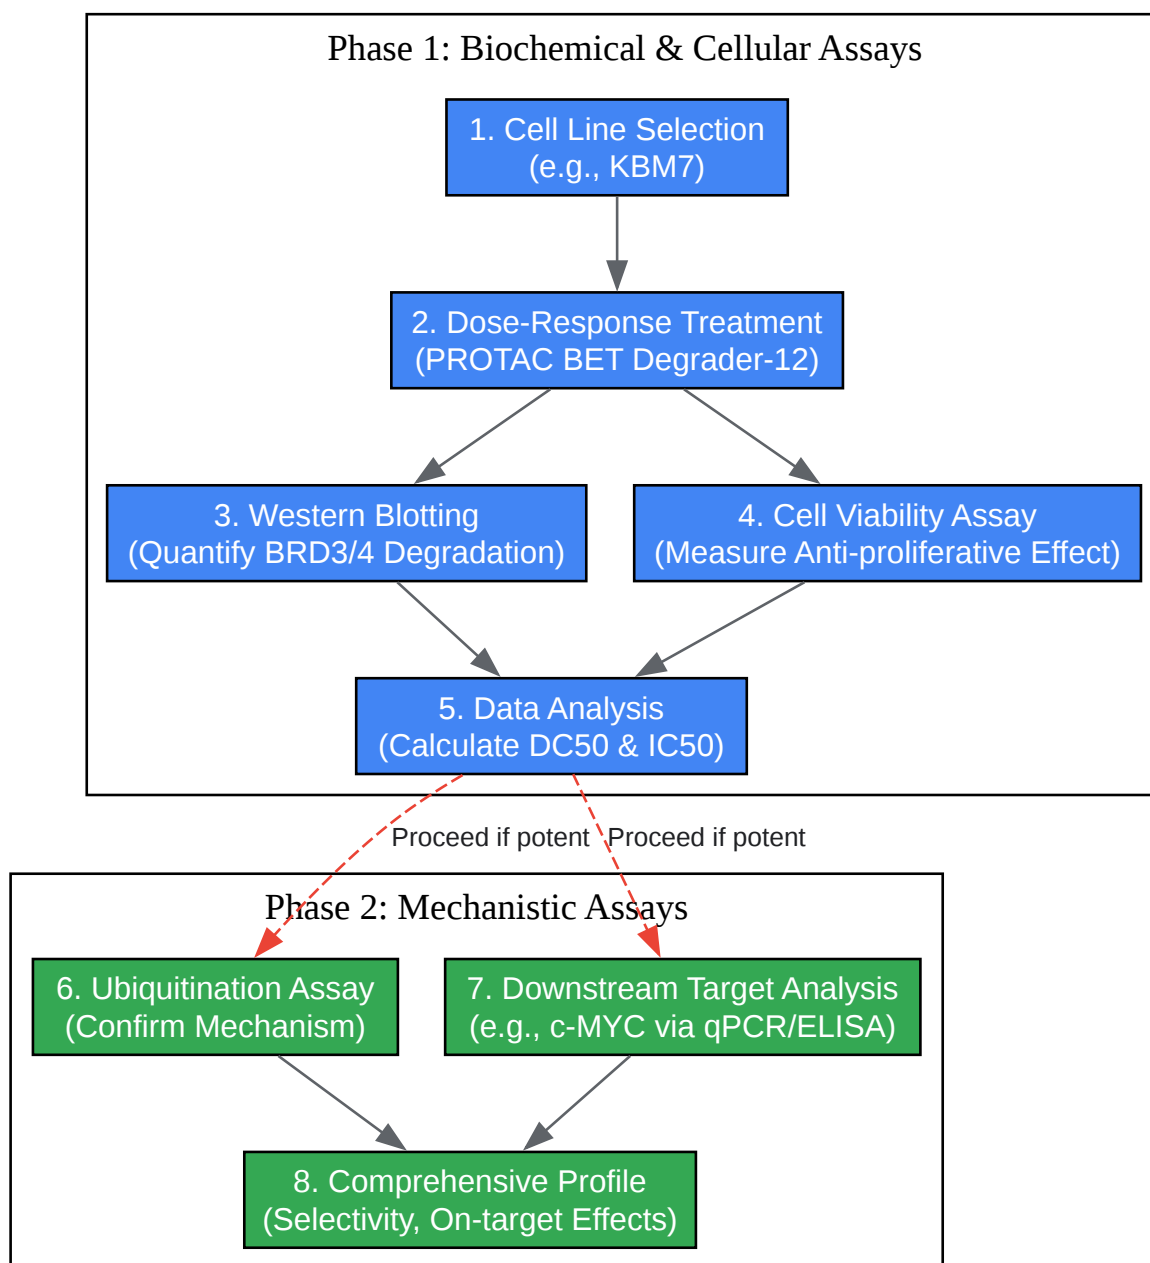 Phase 1: Biochemical & Cellular Assays
1. Cell Line Selection
(e.g., KBM7)
2. Dose-Response Treatment
(PROTAC BET Degrader-12)
3. Western Blotting
(Quantify BRD3/4 Degradation)
4. Cell Viability Assay
(Measure Anti-proliferative Effect)
5. Data Analysis
(Calculate DC50 & IC50)
Proceed if potent
Proceed if potent
Phase 2: Mechanistic Assays
6. Ubiquitination Assay
(Confirm Mechanism)
7. Downstream Target Analysis
(e.g., c-MYC via qPCR/ELISA)
8. Comprehensive Profile
(Selectivity, On-target Effects)